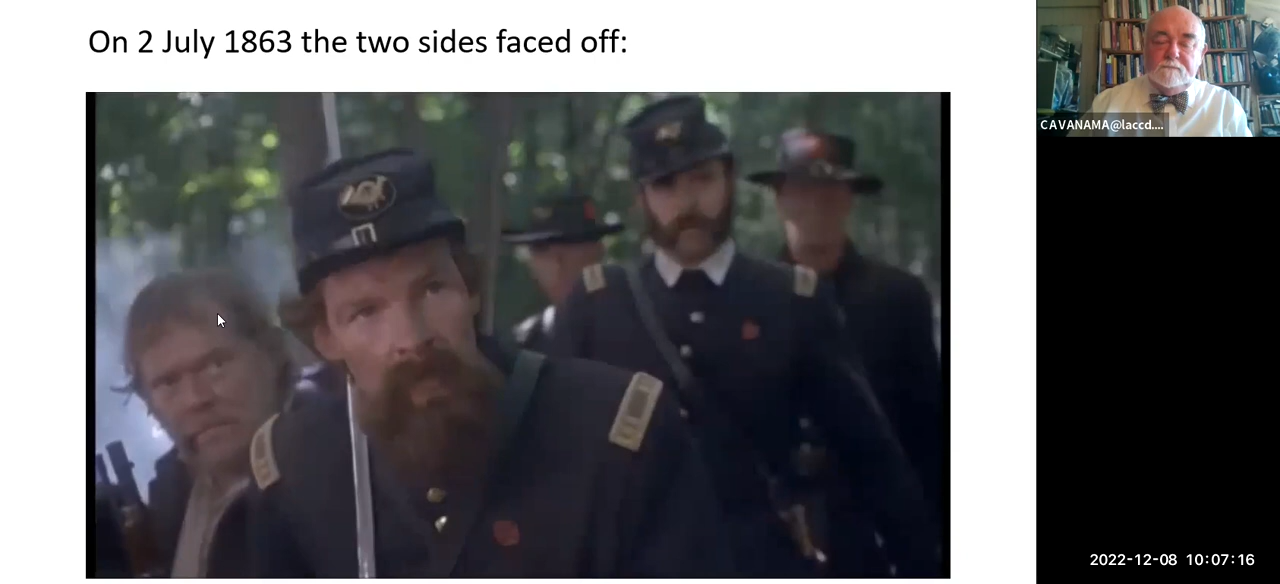 On 2 July 1863 the two sides faced off:
CAVANAMA@laccd....
2022-12-08 10:07:16